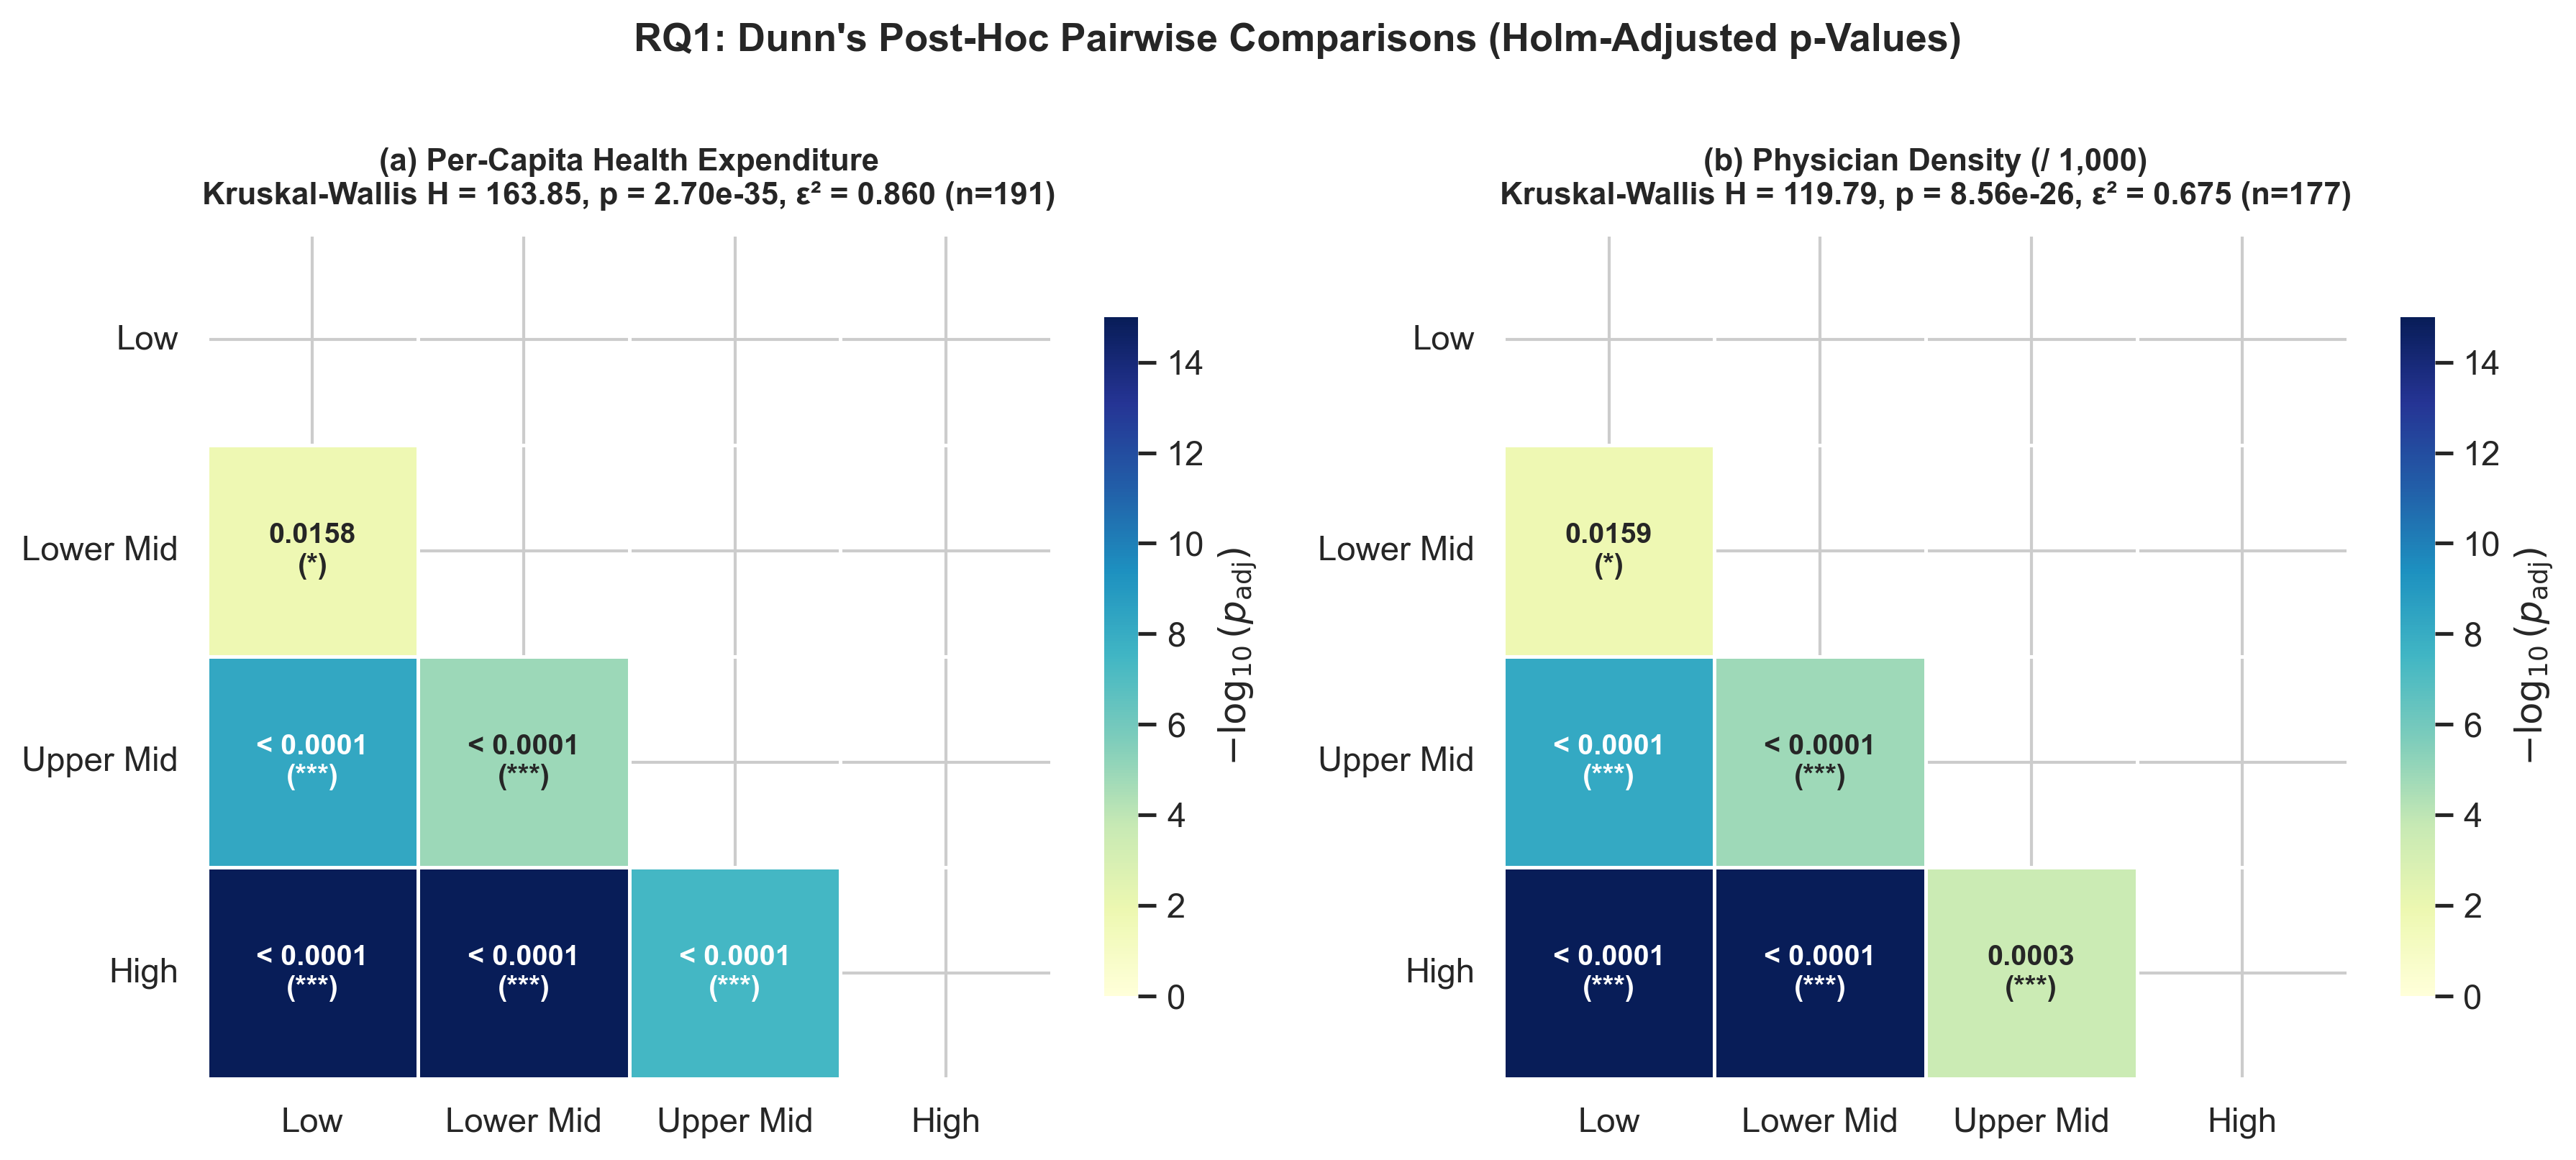 RQ1: Dunn's Post-Hoc Pairwise Comparisons (Holm-Adjusted p-Values)
(a) Per-Capita Health Expenditure
Kruskal-Wallis H = 163.85, p = 2.70e-35, ε² = 0.860 (n=191)
Low
Lower Mid
Upper Mid
High
0.0158
(*)
< 0.0001
(***)
< 0.0001
(***)
< 0.0001
(***)
< 0.0001
(***)
< 0.0001
(***)
Low
Lower Mid
Upper Mid
High
14
12
10
8
6
4
2
0
−log₁₀ (p_adj)
(b) Physician Density (/ 1,000)
Kruskal-Wallis H = 119.79, p = 8.56e-26, ε² = 0.675 (n=177)
Low
Lower Mid
Upper Mid
High
0.0159
(*)
< 0.0001
(***)
< 0.0001
(***)
< 0.0001
(***)
< 0.0001
(***)
0.0003
(***)
Low
Lower Mid
Upper Mid
High
14
12
10
8
6
4
2
0
−log₁₀ (p_adj)